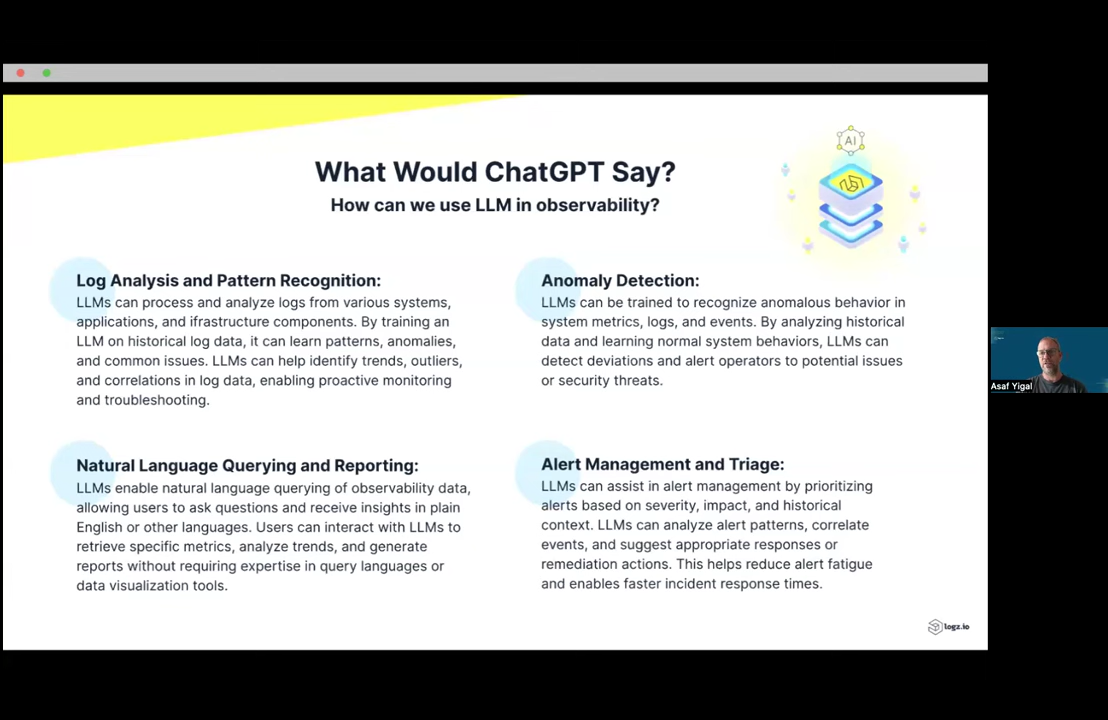 What Would ChatGPT Say?
How can we use LLM in observability?
AI
Log Analysis and Pattern Recognition:
LLMs can process and analyze logs from various systems,
applications, and ifrastructure components. By training an
LLM on historical log data, it can learn patterns, anomalies,
and common issues. LLMs can help identify trends, outliers,
and correlations in log data, enabling proactive monitoring
and troubleshooting.
Anomaly Detection:
LLMs can be trained to recognize anomalous behavior in
system metrics, logs, and events. By analyzing historical
data and learning normal system behaviors, LLMs can
detect deviations and alert operators to potential issues
or security threats.
Natural Language Querying and Reporting:
LLMs enable natural language querying of observability data,
allowing users to ask questions and receive insights in plain
English or other languages. Users can interact with LLMs to
retrieve specific metrics, analyze trends, and generate
reports without requiring expertise in query languages or
data visualization tools.
Alert Management and Triage:
LLMs can assist in alert management by prioritizing
alerts based on severity, impact, and historical
context. LLMs can analyze alert patterns, correlate
events, and suggest appropriate responses or
remediation actions. This helps reduce alert fatigue
and enables faster incident response times.
logz.io
Asaf Yigal